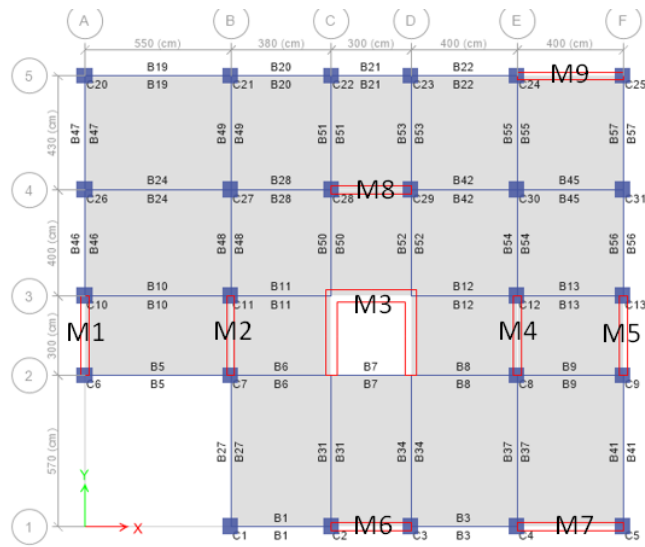 A B C D E F
550 (cm) 380 (cm) 300 (cm) 400 (cm) 400 (cm)
B19 B20 B21 B22
5 M9
C20 B19 C21 B20 C22 B21 C23 B22 C24 C25
430 (cm) B47 B47 B49 B49 B51 B51 B53 B53 B55 B55 B57 B57
B24 B28 B42 B45
4 M8
C26 B24 C27 B28 C28 C29 B42 C30 B45 C31
400 (cm) B46 B46 B48 B48 B50 B50 B52 B52 B54 B54 B56 B56
B10 B11 B12 B13
3 M3
C10 B10 C11 B11 B12 C12 B13 C13
300 (cm) M1 M2 M4 M5
B5 B6 B7 B8 B9
2
C6 B5 C7 B6 B7 B8 C8 B9 C9
570 (cm) B27 B27 B31 B31 B34 B34 B37 B37 B41 B41
Y
B1 B3
1 X M6 M7
C1 B1 C2 C3 B3 C4 C5